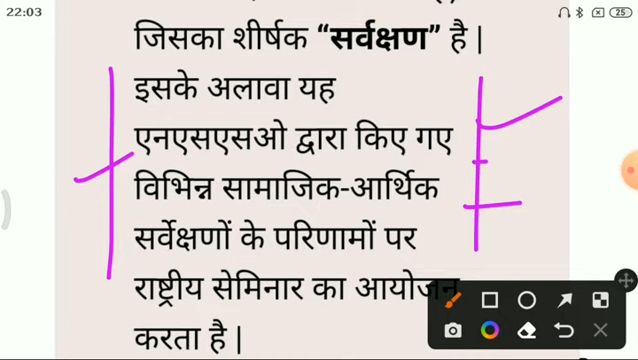 22:03
25
जिसका शीर्षक “सर्वक्षण” है |
इसके अलावा यह
एनएसएसओ द्वारा किए गए
विभिन्न सामाजिक-आर्थिक
सर्वेक्षणों के परिणामों पर
राष्ट्रीय सेमिनार का आयोजन
करता है |